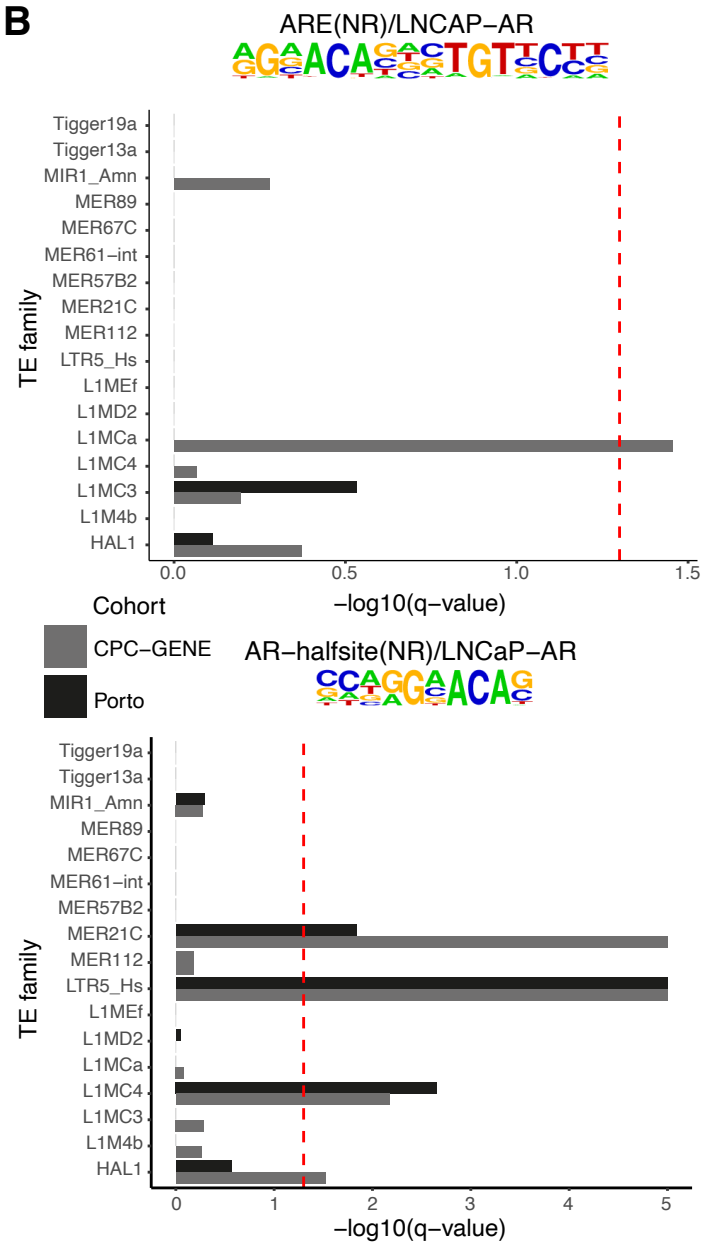 B
ARE(NR)/LNCAP−AR
TE family
Tigger19a
Tigger13a
MIR1_Amn
MER89
MER67C
MER61−int
MER57B2
MER21C
MER112
LTR5_Hs
L1MEf
L1MD2
L1MCa
L1MC4
L1MC3
L1M4b
HAL1
0.0 0.5 1.0 1.5
−log10(q−value)
Cohort
CPC−GENE
Porto
AR−halfsite(NR)/LNCaP−AR
TE family
Tigger19a
Tigger13a
MIR1_Amn
MER89
MER67C
MER61−int
MER57B2
MER21C
MER112
LTR5_Hs
L1MEf
L1MD2
L1MCa
L1MC4
L1MC3
L1M4b
HAL1
0 1 2 3 4 5
−log10(q−value)